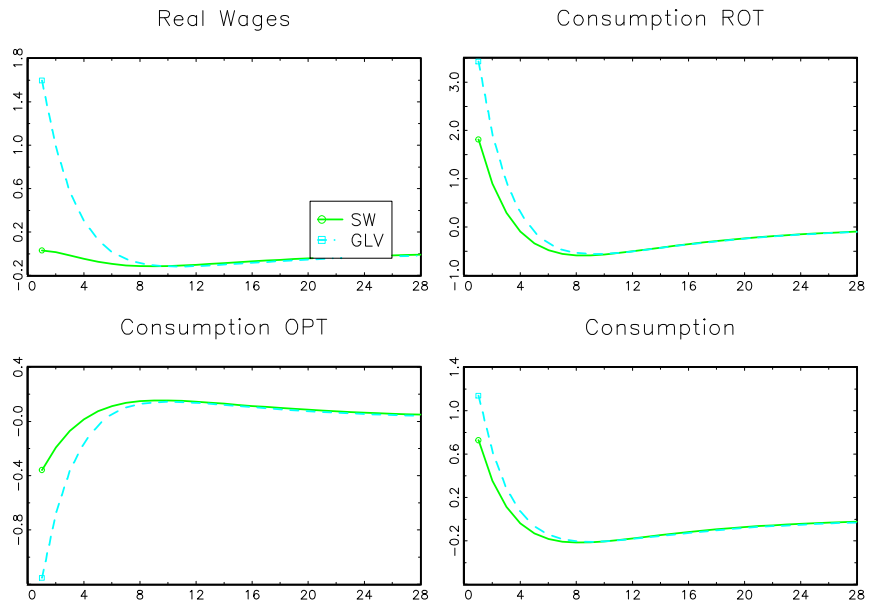 Real Wages
1.8
1.4
1.0
0.6
0.2
-0.2
0 4 8 12 16 20 24 28
SW
GLV
Consumption ROT
3.0
2.0
1.0
0.0
-1.0
0 4 8 12 16 20 24 28
Consumption OPT
0.4
-0.0
-0.4
-0.8
0 4 8 12 16 20 24 28
Consumption
1.4
1.0
0.6
0.2
-0.2
0 4 8 12 16 20 24 28